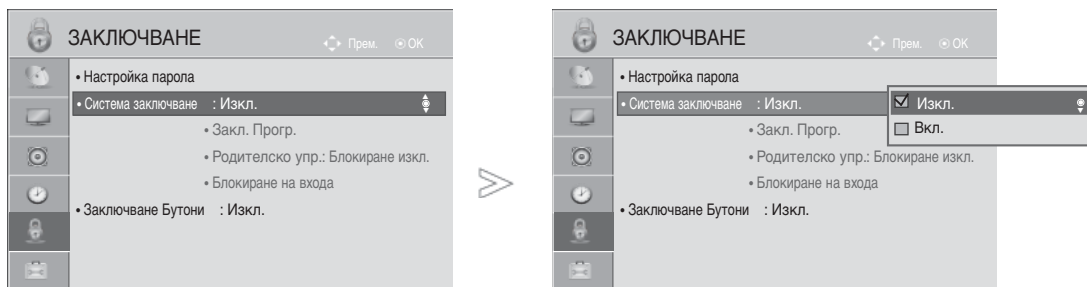 ЗАКЛЮЧВАНЕ
Прем. OK
• Настройка парола
• Система заключване : Изкл.
• Закл. Прогр.
• Родителско упр.: Блокиране изкл.
• Блокиране на входа
• Заключване Бутони : Изкл.
ЗАКЛЮЧВАНЕ
Прем. OK
• Настройка парола
• Система заключване : Изкл.
• Закл. Прогр.
• Родителско упр.: Блокиране изкл.
• Блокиране на входа
• Заключване Бутони : Изкл.
Изкл.
Вкл.